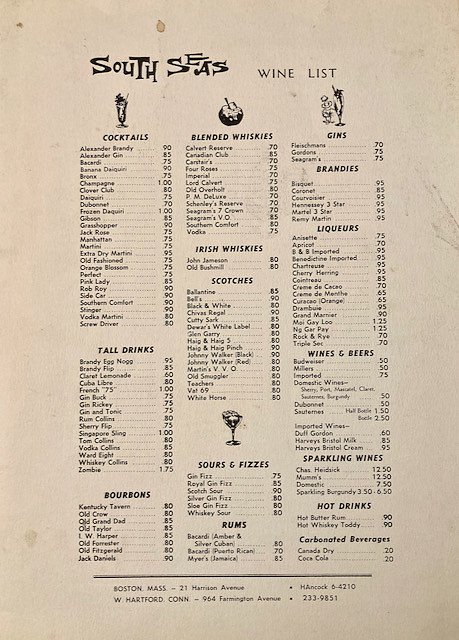 SOUTH SEAS WINE LIST
COCKTAILS
Alexander Brandy .90
Alexander Gin .85
Bacardi .75
Banana Daiquiri .90
Bronx .75
Champagne 1.00
Clover Club .80
Daiquiri .75
Dubonnet .70
Frozen Daquiri 1.00
Gibson .85
Grasshopper .90
Jack Rose .75
Manhattan .75
Martini .75
Extra Dry Martini .95
Old Fashioned .75
Orange Blossom .75
Perfect .75
Pink Lady .85
Rob Roy .90
Side Car .90
Southern Comfort .90
Stinger .90
Vodka Martini .80
Screw Driver .80
TALL DRINKS
Brandy Egg Nogg .95
Brandy Flip .85
Claret Lemonade .60
Cuba Libre .80
French "75" 1.00
Gin Buck .75
Gin Rickey .75
Gin and Tonic .75
Rum Collins .80
Sherry Flip .75
Singapore Sling 1.00
Tom Collins .80
Vodka Collins .85
Ward Eight .80
Whiskey Collins .80
Zombie 1.75
BOURBONS
Kentucky Tavern .80
Old Crow .80
Old Grand Dad .85
Old Taylor .85
I. W. Harper .85
Old Forrester .80
Old Fitzgerald .80
Jack Daniels .90
BLENDED WHISKIES
Calvert Reserve .70
Canadian Club .85
Carstair's .70
Four Roses .75
Imperial .70
Lord Calvert .75
Old Overholt .80
P. M. DeLuxe .70
Schenley's Reserve .70
Seagram's 7 Crown .70
Seagram's V.O. .85
Southern Comfort .80
Vodka .75
IRISH WHISKIES
John Jameson .80
Old Bushmill .80
SCOTCHES
Ballantine .85
Bell's .90
Black & White .80
Chivas Regal .90
Cutty Sark .85
Dewar's White Label .80
Glen Garry .80
Haig & Haig 5 .80
Haig & Haig Pinch .90
Johnny Walker (Black) .90
Johnny Walker (Red) .80
Martin's V. V. O .80
Old Smuggler .80
Teachers .80
Vat 69 .80
White Horse .80
SOURS & FIZZES
Gin Fizz .75
Royal Gin Fizz .85
Scotch Sour .90
Silver Gin Fizz .80
Sloe Gin Fizz .80
Whiskey Sour .80
RUMS
Bacardi (Amber &
Silver Cuban) .80
Bacardi (Puerto Rican) .70
Myer's (Jamaica) .85
GINS
Fleischmans .70
Gordons .75
Seagram's .75
BRANDIES
Bisquet .95
Coronet .85
Courvoisier .95
Hennessey 3 Star .95
Martel 3 Star .95
Remy Martin .95
LIQUEURS
Anisette .75
Apricot .70
B & B Imported .95
Benedictine Imported .95
Chartreuse .95
Cherry Herring .95
Cointreau .85
Creme de Cacao .70
Creme de Menthe .65
Curacao (Orange) .65
Drambuie .95
Grand Marnier .90
Moi Gay Loo 1.25
Ng Gar Pay 1.25
Rock & Rye .70
Triple Sec .70
WINES & BEERS
Budweiser .50
Millers .50
Imported .75
Domestic Wines—
Sherry, Port, Muscatel, Claret,
Sauternes, Burgundy .50
Dubonnet .50
Sauternes Half Bottle 1.50
Bottle 2.50
Imported Wines—
Duff Gordon .60
Harveys Bristol Milk .85
Harveys Bristol Cream .95
SPARKLING WINES
Chas. Heidsick 12.50
Mumm's 12.50
Domestic 7.50
Sparkling Burgundy 3.50 - 6.50
HOT DRINKS
Hot Butter Rum .90
Hot Whiskey Toddy .90
Carbonated Beverages
Canada Dry .20
Coca Cola .20
BOSTON, MASS. — 21 Harrison Avenue • HAncock 6-4210
W. HARTFORD, CONN. — 964 Farmington Avenue • 233-9851